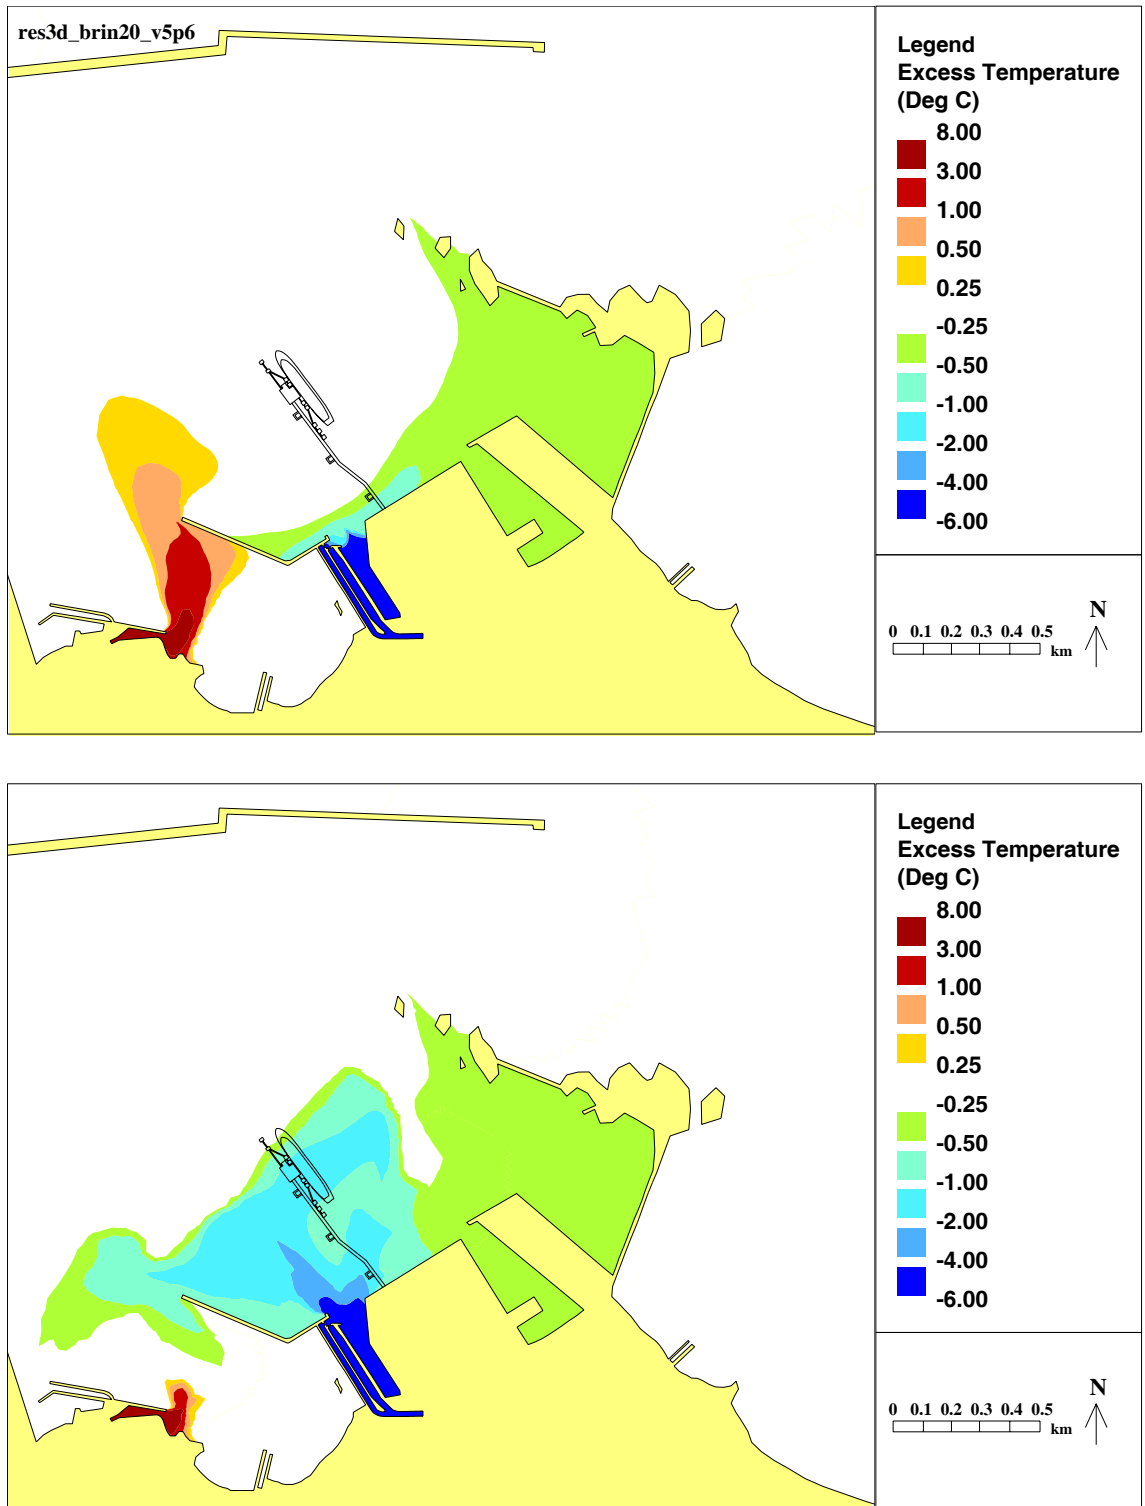 res3d_brin20_v5p6
Legend
Excess Temperature
(Deg C)
8.00
3.00
1.00
0.50
0.25
-0.25
-0.50
-1.00
-2.00
-4.00
-6.00
N
0 0.1 0.2 0.3 0.4 0.5
km
Legend
Excess Temperature
(Deg C)
8.00
3.00
1.00
0.50
0.25
-0.25
-0.50
-1.00
-2.00
-4.00
-6.00
N
0 0.1 0.2 0.3 0.4 0.5
km